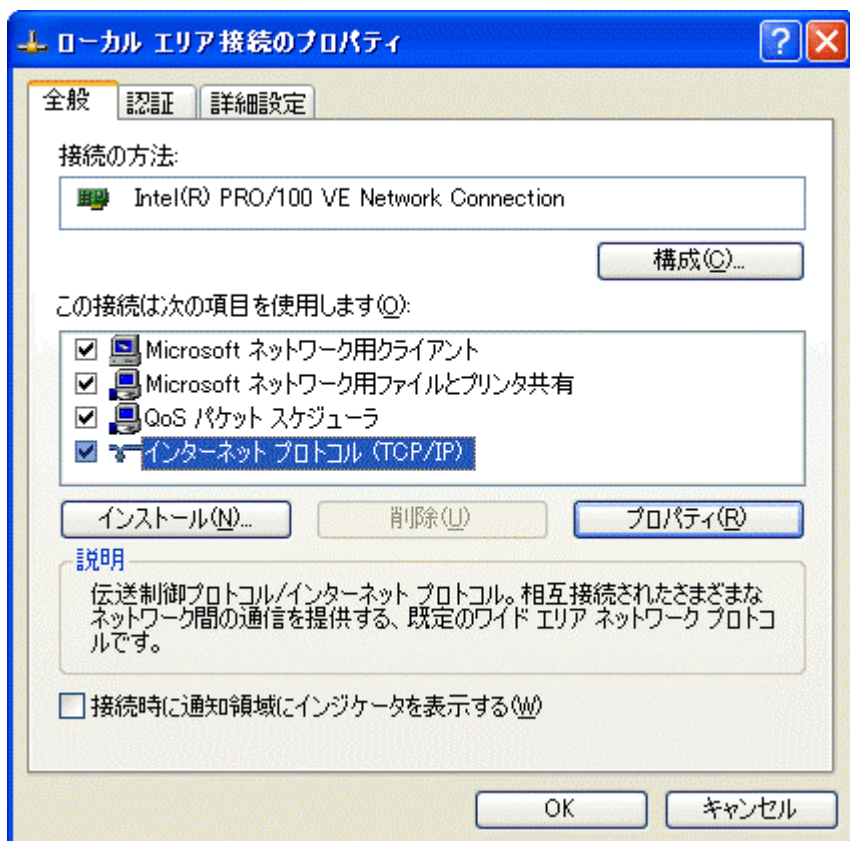 ローカル エリア接続のプロパティ
全般 認証 詳細設定
接続の方法:
Intel(R) PRO/100 VE Network Connection
構成(C)...
この接続は次の項目を使用します(O):
Microsoft ネットワーク用クライアント
Microsoft ネットワーク用ファイルとプリンタ共有
QoS パケット スケジューラ
インターネット プロトコル (TCP/IP)
インストール(N)... 削除(U) プロパティ(R)
説明
伝送制御プロトコル/インターネット プロトコル。相互接続されたさまざまな
ネットワーク間の通信を提供する、既定のワイド エリア ネットワーク プロトコ
ルです。
接続時に通知領域にインジケータを表示する(W)
OK キャンセル